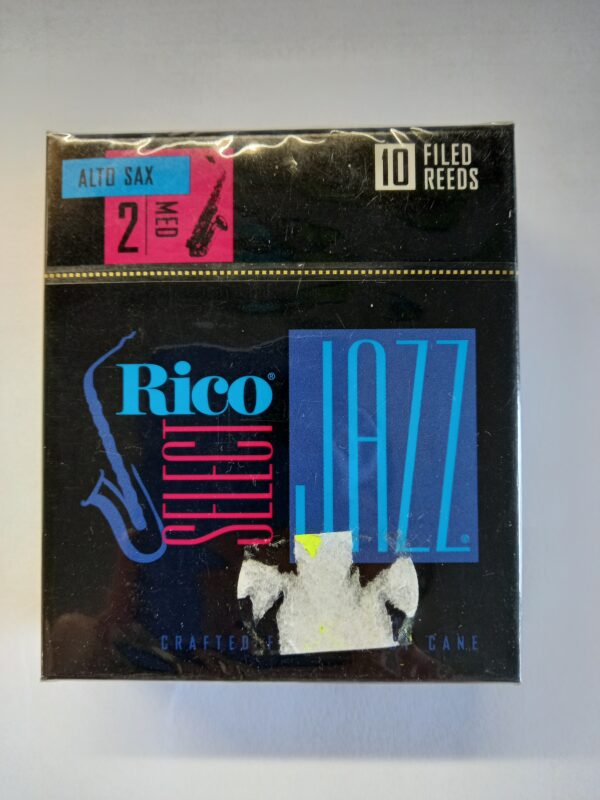 ALTO SAX
2 MED
10 FILED
REEDS
Rico®
SELECT
JAZZ
CRAFTED CANE